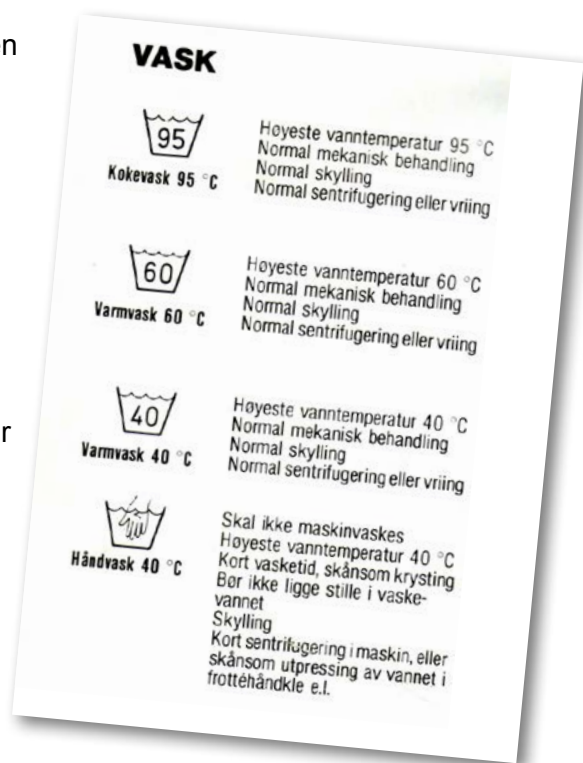 en
r
VASK
95
Kokevask 95 °C
Høyeste vanntemperatur 95 °C
Normal mekanisk behandling
Normal skylling
Normal sentrifugering eller vriing
60
Varmvask 60 °C
Høyeste vanntemperatur 60 °C
Normal mekanisk behandling
Normal skylling
Normal sentrifugering eller vriing
40
Varmvask 40 °C
Høyeste vanntemperatur 40 °C
Normal mekanisk behandling
Normal skylling
Normal sentrifugering eller vriing
Håndvask 40 °C
Skal ikke maskinvaskes
Høyeste vanntemperatur 40 °C
Kort vasketid, skånsom krysting
Bør ikke ligge stille i vaske-
vannet
Skylling
Kort sentrifugering i maskin, eller
skånsom utpressing av vannet i
frottéhåndkle e.l.